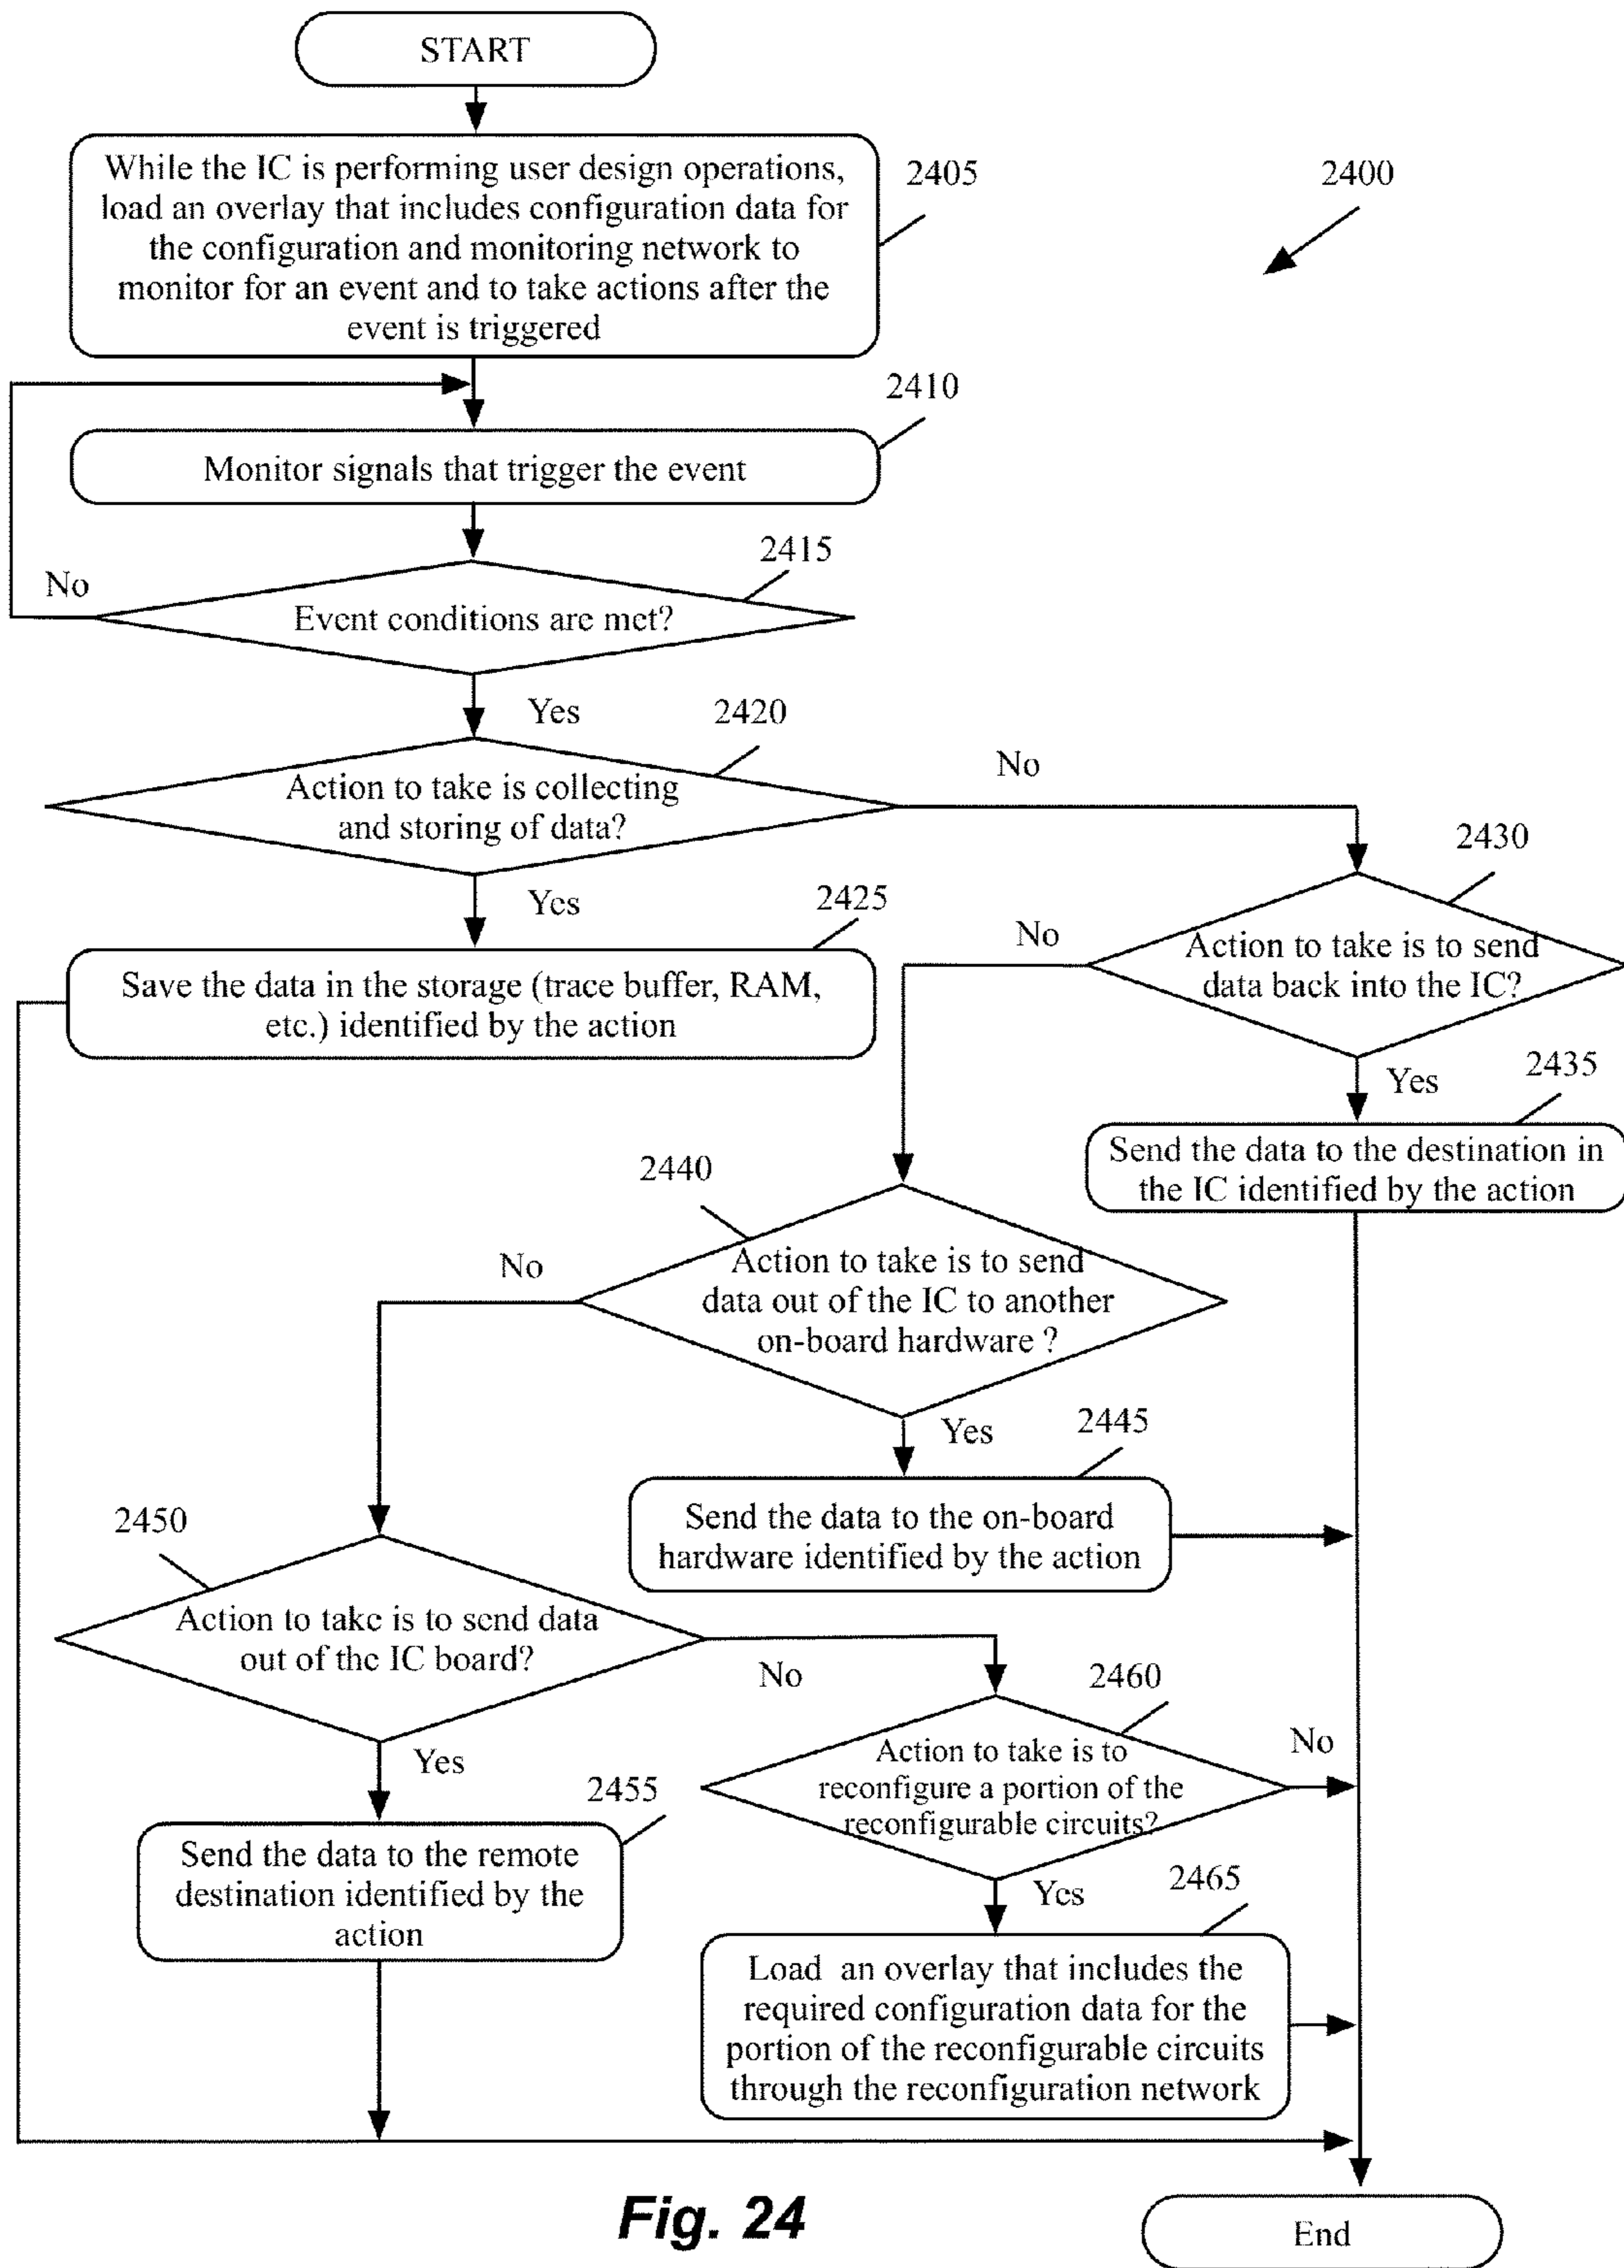 START
While the IC is performing user design operations,
load an overlay that includes configuration data for
the configuration and monitoring network to
monitor for an event and to take actions after the
event is triggered
2405
2400
2410
Monitor signals that trigger the event
2415
No
Event conditions are met?
Yes
2420
No
Action to take is collecting
and storing of data?
2430
Yes
2425
No
Action to take is to send
data back into the IC?
Save the data in the storage (trace buffer, RAM,
etc.) identified by the action
Yes
2435
Send the data to the destination in
the IC identified by the action
2440
No
Action to take is to send
data out of the IC to another
on-board hardware ?
Yes
2445
Send the data to the on-board
hardware identified by the action
2450
Action to take is to send data
out of the IC board?
No
2460
No
Action to take is to
reconfigure a portion of the
reconfigurable circuits?
Yes
2455
Send the data to the remote
destination identified by the
action
Yes
2465
Load an overlay that includes the
required configuration data for the
portion of the reconfigurable circuits
through the reconfiguration network
Fig. 24
End